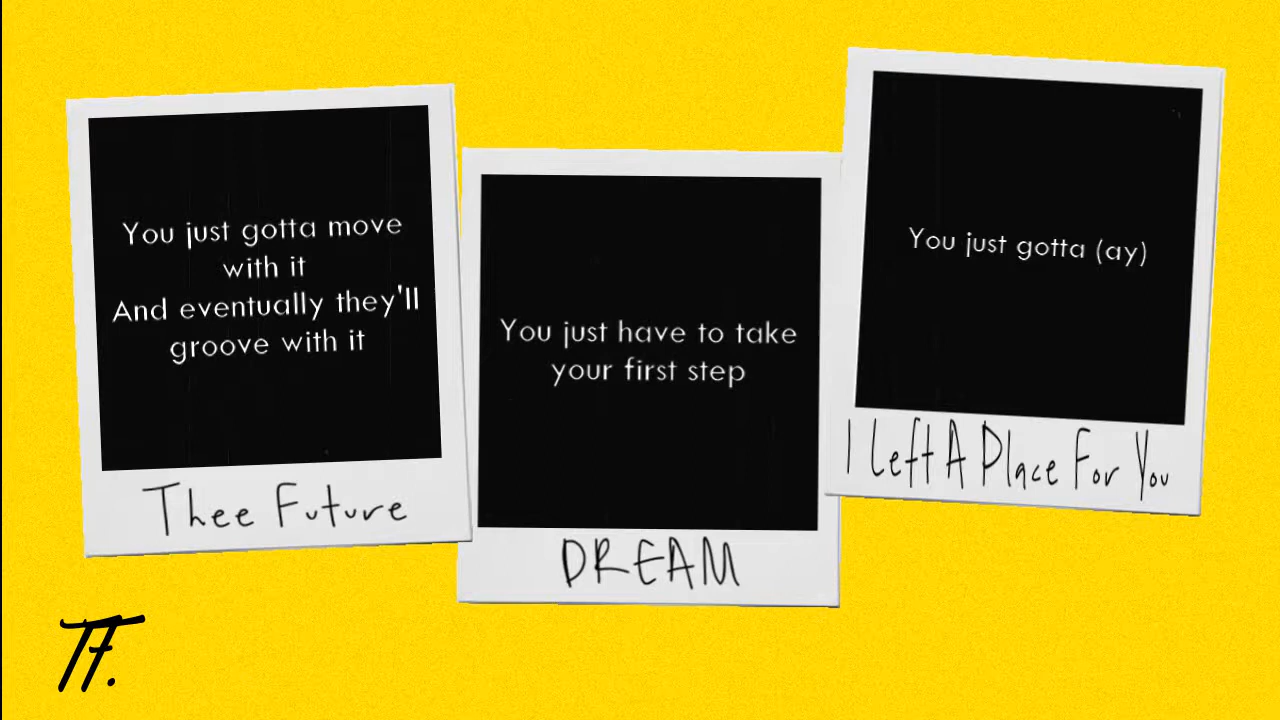 You just gotta move
with it
And eventually they'll
groove with it
Thee Future
You just have to take
your first step
DREAM
You just gotta (ay)
I Left A Place For You
TF.